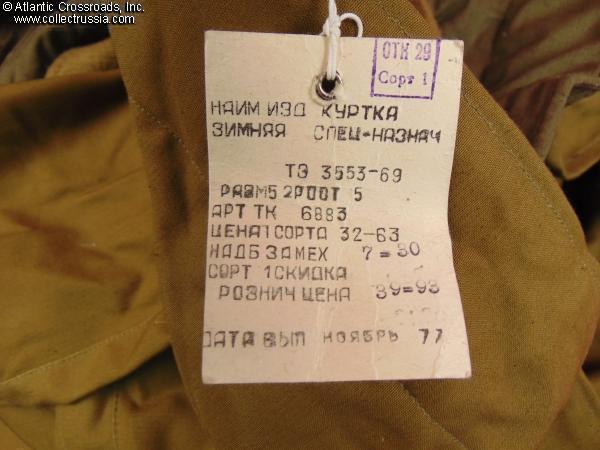 © Atlantic Crossroads, Inc.,
www.collectrussia.com
ОТК 29
Сорт 1
НАИМ ИЗД КУРТКА
ЗИМНЯЯ СПЕЦ-НАЗНАЧ
ТЭ 3553-69
РАЗМ52РОСТ 5
АРТ ТК 6883
ЦЕНА1СОРТА 32-63
НАДБ ЗАМЕХ 7=30
СОРТ 1СКИДКА
РОЗНИЧ ЦЕНА 39=93
ДАТА ВЫП НОЯБРЬ 77